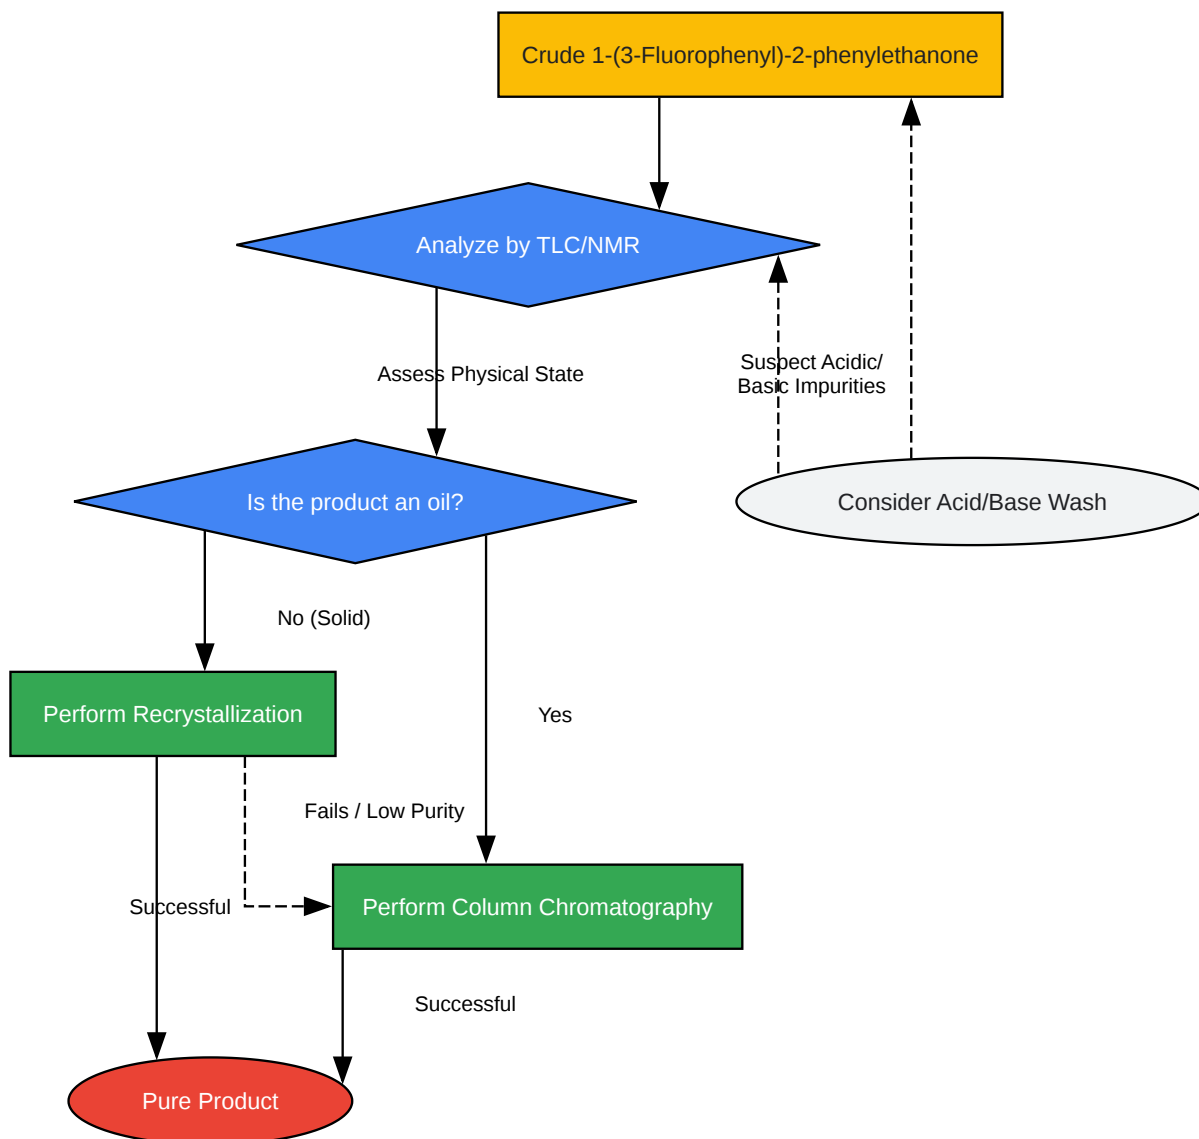 Crude 1-(3-Fluorophenyl)-2-phenylethanone
Analyze by TLC/NMR
Assess Physical State
Suspect Acidic/
Basic Impurities
Is the product an oil?
Consider Acid/Base Wash
No (Solid)
Perform Recrystallization
Yes
Fails / Low Purity
Successful
Perform Column Chromatography
Successful
Pure Product